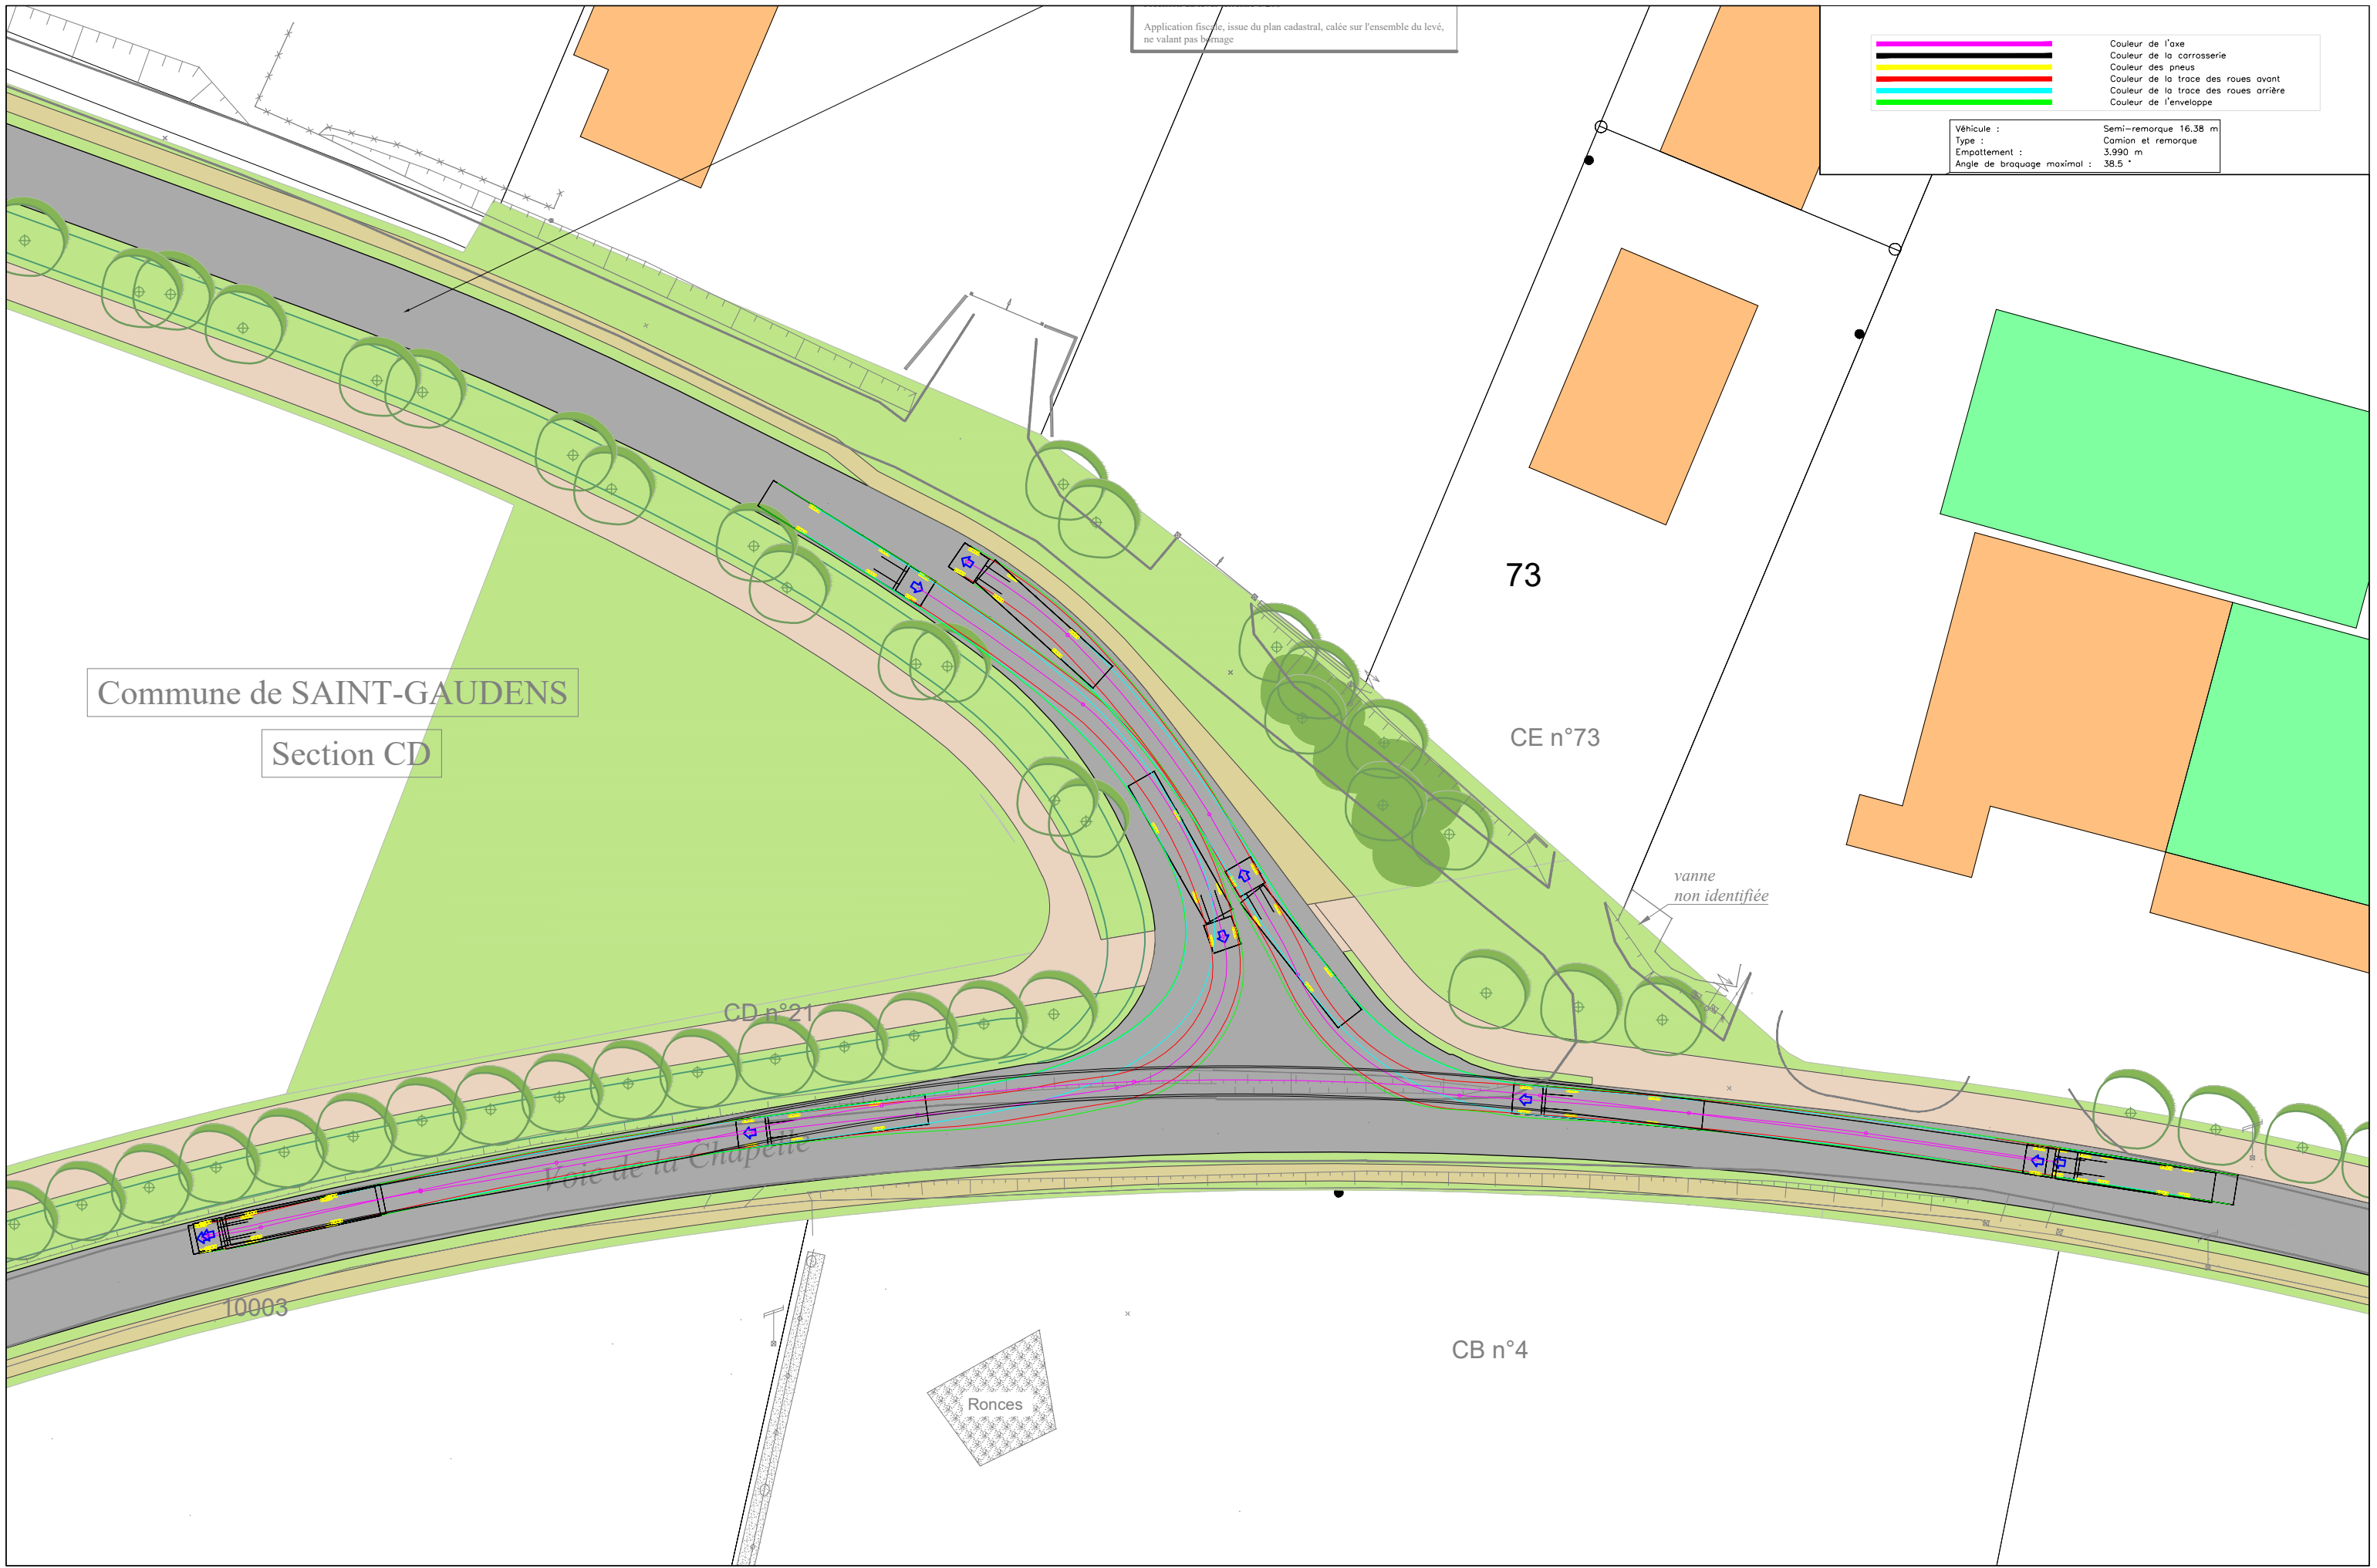 Application fiscale, issue du plan cadastral, calée sur l'ensemble du levé,
ne valant pas bornage
Couleur de l'axe
Couleur de la carrosserie
Couleur des pneus
Couleur de la trace des roues avant
Couleur de la trace des roues arrière
Couleur de l'enveloppe
Véhicule : Semi-remorque 16.38 m
Type : Camion et remorque
Empattement : 3.990 m
Angle de braquage maximal : 38.5 °
73
Commune de SAINT-GAUDENS
Section CD
CE n°73
vanne
non identifiée
CD n°21
Voie de la Chapelle
10003
CB n°4
Ronces